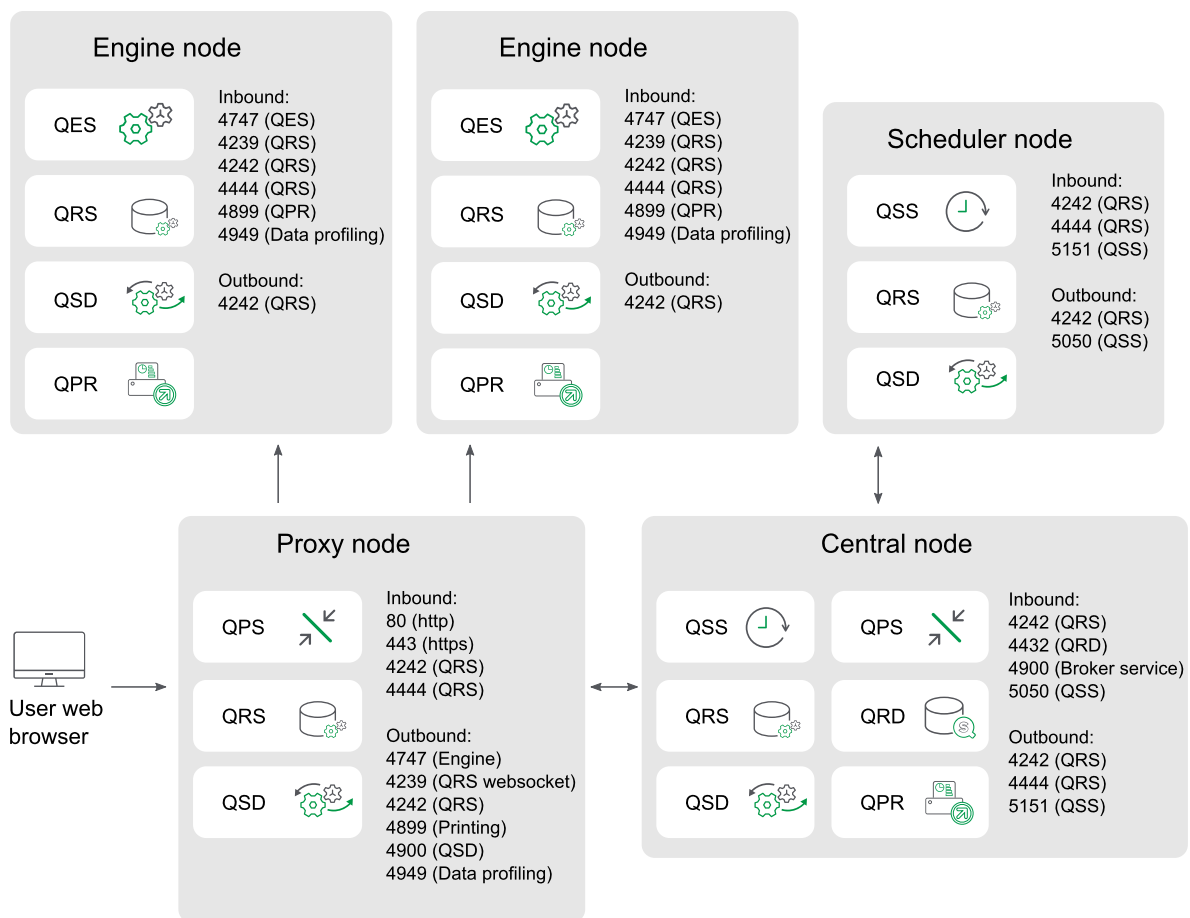 Engine node
QES
QRS
QSD
QPR
Inbound:
4747 (QES)
4239 (QRS)
4242 (QRS)
4444 (QRS)
4899 (QPR)
4949 (Data profiling)
Outbound:
4242 (QRS)
Engine node
QES
QRS
QSD
QPR
Inbound:
4747 (QES)
4239 (QRS)
4242 (QRS)
4444 (QRS)
4899 (QPR)
4949 (Data profiling)
Outbound:
4242 (QRS)
Scheduler node
QSS
QRS
QSD
Inbound:
4242 (QRS)
4444 (QRS)
5151 (QSS)
Outbound:
4242 (QRS)
5050 (QSS)
User web
browser
Proxy node
QPS
QRS
QSD
Inbound:
80 (http)
443 (https)
4242 (QRS)
4444 (QRS)
Outbound:
4747 (Engine)
4239 (QRS websocket)
4242 (QRS)
4899 (Printing)
4900 (QSD)
4949 (Data profiling)
Central node
QSS
QPS
QRS
QRD
S
QSD
QPR
Inbound:
4242 (QRS)
4432 (QRD)
4900 (Broker service)
5050 (QSS)
Outbound:
4242 (QRS)
4444 (QRS)
5151 (QSS)